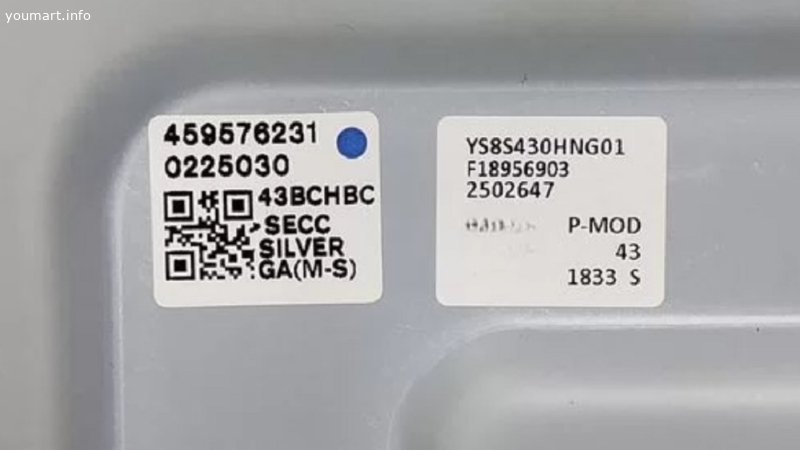 youmart.info
459576231
0225030
43BCHBC
SECC
SILVER
GA(M-S)
YS8S430HNG01
F18956903
2502647
P-MOD
43
1833 S